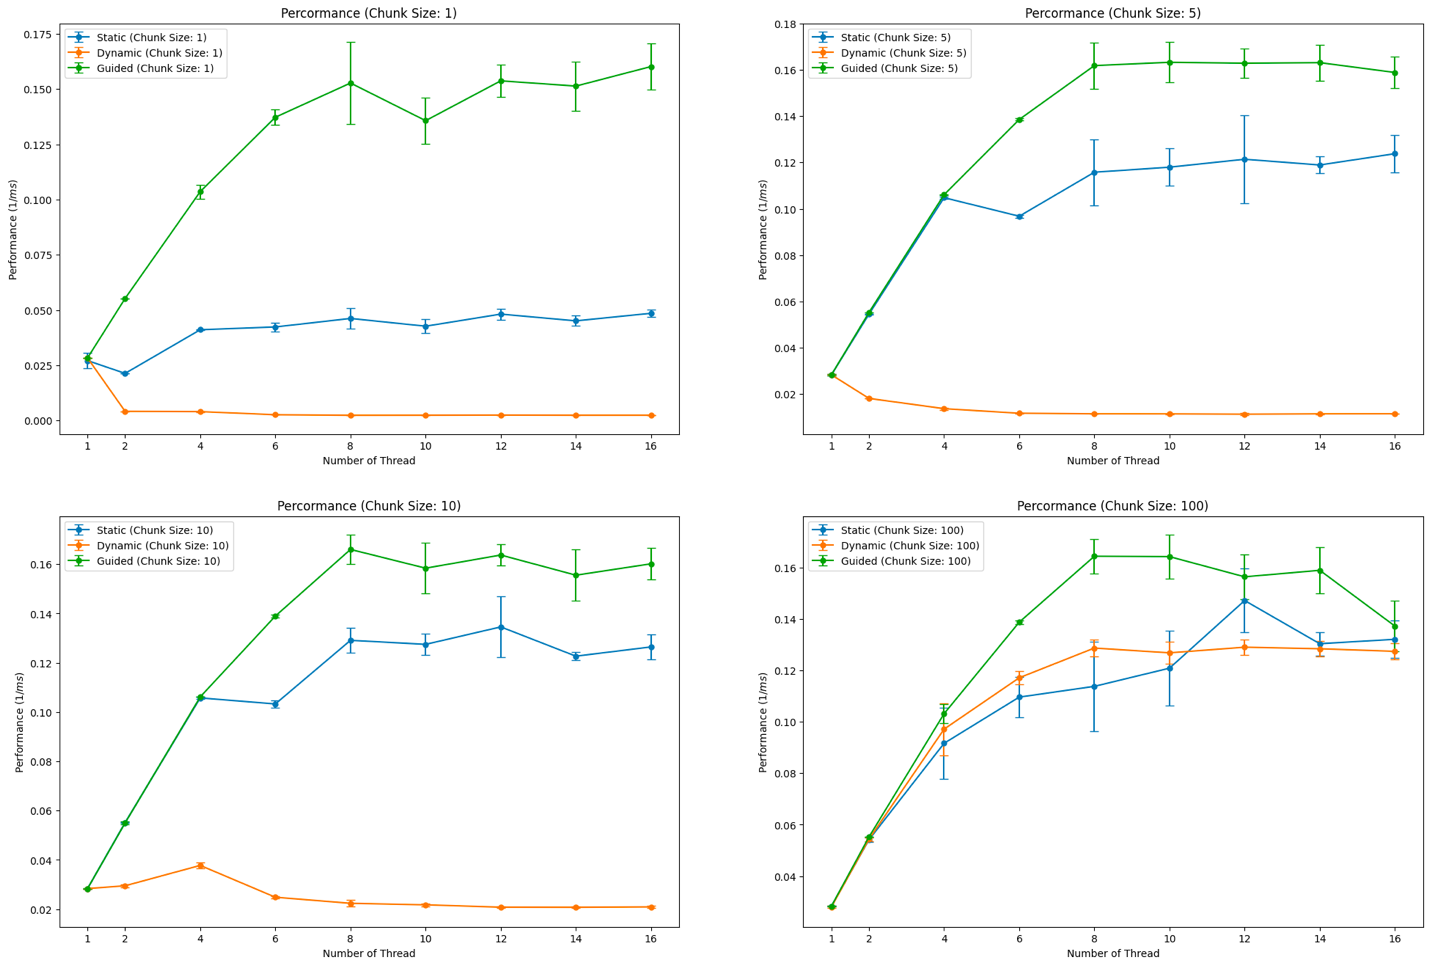 Percormance (Chunk Size: 1)
Static (Chunk Size: 1)
Dynamic (Chunk Size: 1)
Guided (Chunk Size: 1)
0.175
0.150
0.125
0.100
0.075
0.050
0.025
0.000
Performance (1/ms)
1 2 4 6 8 10 12 14 16
Number of Thread
Percormance (Chunk Size: 5)
Static (Chunk Size: 5)
Dynamic (Chunk Size: 5)
Guided (Chunk Size: 5)
0.18
0.16
0.14
0.12
0.10
0.08
0.06
0.04
0.02
Performance (1/ms)
1 2 4 6 8 10 12 14 16
Number of Thread
Percormance (Chunk Size: 10)
Static (Chunk Size: 10)
Dynamic (Chunk Size: 10)
Guided (Chunk Size: 10)
0.16
0.14
0.12
0.10
0.08
0.06
0.04
0.02
Performance (1/ms)
1 2 4 6 8 10 12 14 16
Number of Thread
Percormance (Chunk Size: 100)
Static (Chunk Size: 100)
Dynamic (Chunk Size: 100)
Guided (Chunk Size: 100)
0.16
0.14
0.12
0.10
0.08
0.06
0.04
Performance (1/ms)
1 2 4 6 8 10 12 14 16
Number of Thread